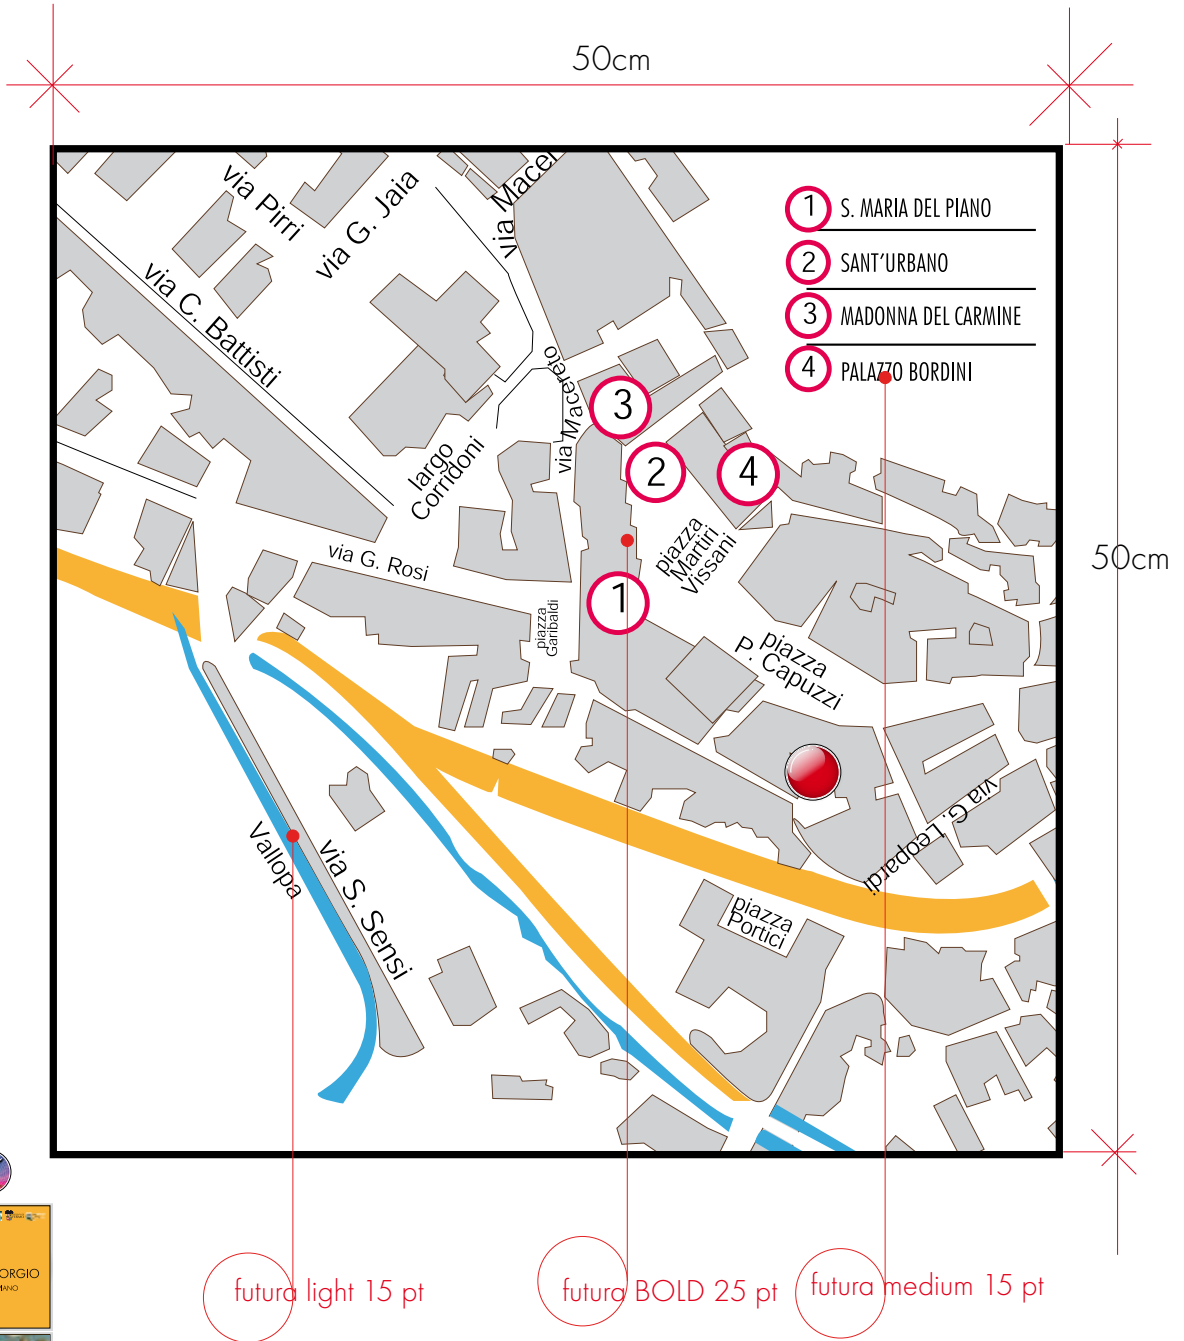 50cm
via Pirri
via G. Jaia
via Macer
via C. Battisti
1 S. MARIA DEL PIANO
2 SANT'URBANO
3 MADONNA DEL CARMINE
4 PALAZZO BORDINI
via Macereto
3
largo
Corridoni
2
4
piazza
Martiri
Vissani
50cm
via G. Rosi
1
piazza
Garibaldi
piazza
P. Capuzzi
via G. Leopardi
Vallopa
via S. Sensi
piazza
Portici
ORGIO
futura light 15 pt
futura BOLD 25 pt
futura medium 15 pt